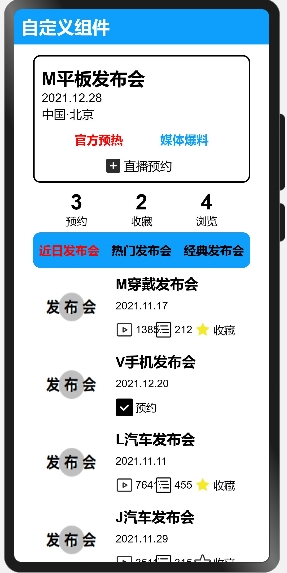 自定义组件
M平板发布会
2021.12.28
中国·北京
官方预热 媒体爆料
直播预约
3 2 4
预约 收藏 浏览
近日发布会 热门发布会 经典发布会
M穿戴发布会
发布会
2021.11.17
1385 212 收藏
V手机发布会
发布会
2021.12.20
预约
L汽车发布会
发布会
2021.11.11
7641 455 收藏
J汽车发布会
发布会
2021.11.29
收藏